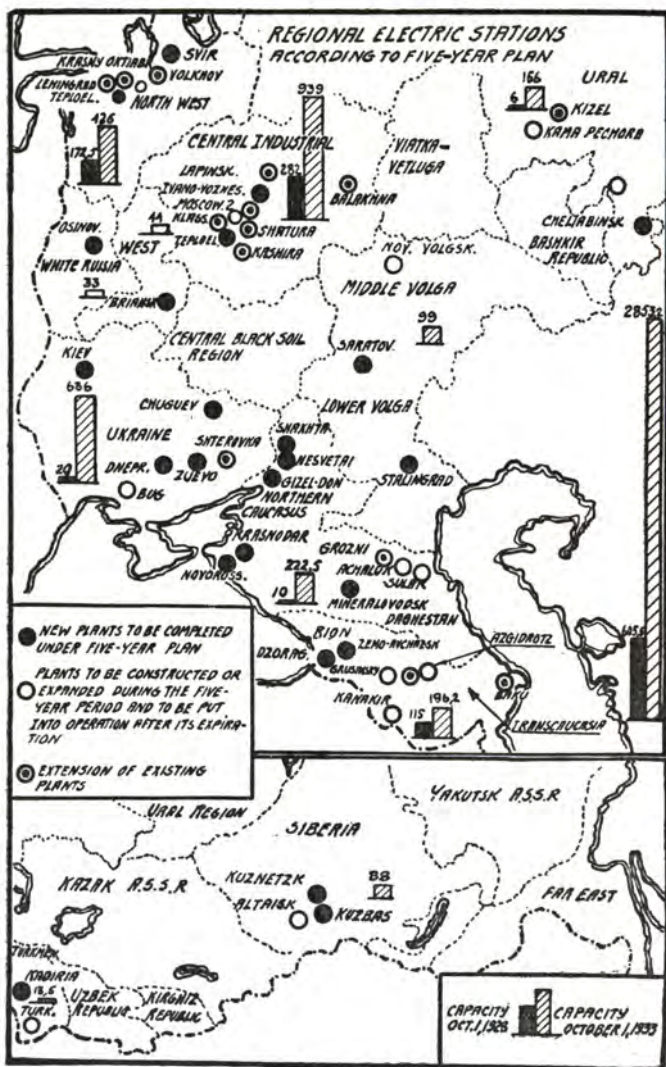 REGIONAL ELECTRIC STATIONS
ACCORDING TO FIVE-YEAR PLAN
KRASNY OKTIABR
SVIR
VOLKHOV
LENINGRAD
TEPLOEL.
NORTH WEST
426
172,5
939
282
CENTRAL INDUSTRIAL
LAPINSK.
IVANO-VOZNES.
MOSCOW. 2
KLASS.
SHATURA
TEPLOEL.
KASHIRA
BALAKHNA
VIATKA-
VETLUGA
166
6
URAL
KIZEL
KAMA PECHORA
CHELJABINSK
BASHKIR
REPUBLIC
OSINOV.
WEST
44
WHITE RUSSIA
33
BRIANSK
NOV. VOLGSK.
MIDDLE VOLGA
99
CENTRAL BLACK SOIL
REGION
SARATOV.
LOWER VOLGA
2853,2
KIEV
686
20
CHUGUEV
UKRAINE
SHTEROVKA
DNEPR.
ZUEVO
BUG
SHAKHTA
NESVETAI
GIZEL-DON
NORTHERN
CAUCASUS
STALINGRAD
KRASNODAR
NOVOROSS.
222,5
10
GROZNI
ACHALUK
SULAK
MINERALOVODSK
DAGHESTAN
RION
DZORAG.
ZEMO-AVCHALSK
AZGIDROTZ
KANAKIR
196,2
115
BAKU
TRANSCAUCASIA
NEW PLANTS TO BE COMPLETED
UNDER FIVE-YEAR PLAN
PLANTS TO BE CONSTRUCTED OR
EXPANDED DURING THE FIVE-
YEAR PERIOD AND TO BE PUT
INTO OPERATION AFTER ITS EXPIRA-
TION
EXTENSION OF EXISTING
PLANTS
URAL REGION
YAKUTSK A.S.S.R
SIBERIA
KAZAK A.S.S.R
KUZNETZK
88
ALTAISK
KUZBAS
FAR EAST
TURKMEN.
KADIRIA
18,5
TURK.
UZBEK
REPUBLIC
KIRGHIZ
REPUBLIC
CAPACITY
OCT.1,1928
CAPACITY
OCTOBER 1,1933